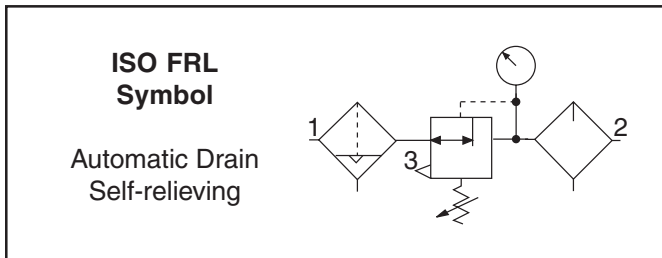 ISO FRL
Symbol
Automatic Drain
Self-relieving
1
3
2